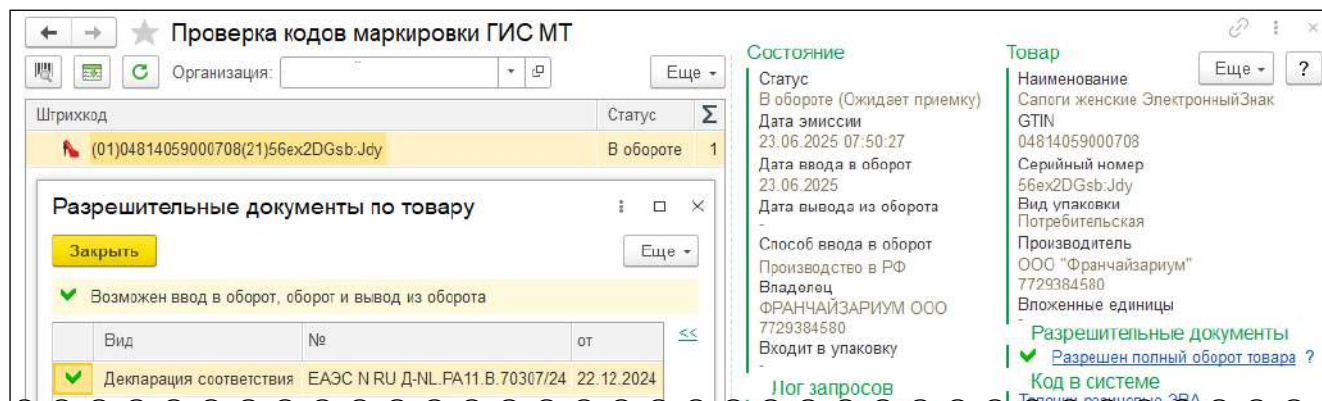 Проверка кодов маркировки ГИС МТ
Организация:
Еще
Штрихкод Статус Σ
(01)04814059000708(21)56ex2DGsb:Jdy В обороте 1
Разрешительные документы по товару
Закрыть Еще
Возможен ввод в оборот, оборот и вывод из оборота
Вид № от <<
Декларация соответствия ЕАЭС N RU Д-NL.РА11.В.70307/24 22.12.2024
Состояние
Статус
В обороте (Ожидает приемку)
Дата эмиссии
23.06.2025 07:50:27
Дата ввода в оборот
23.06.2025
Дата вывода из оборота
-
Способ ввода в оборот
Производство в РФ
Владелец
ФРАНЧАЙЗАРИУМ ООО
7729384580
Входит в упаковку
-
Лог запросов
Товар
Еще ?
Наименование
Сапоги женские ЭлектронныйЗнак
GTIN
04814059000708
Серийный номер
56ex2DGsb:Jdy
Вид упаковки
Потребительская
Производитель
ООО "Франчайзариум"
7729384580
Вложенные единицы
-
Разрешительные документы
Разрешен полный оборот товара ?
Код в системе